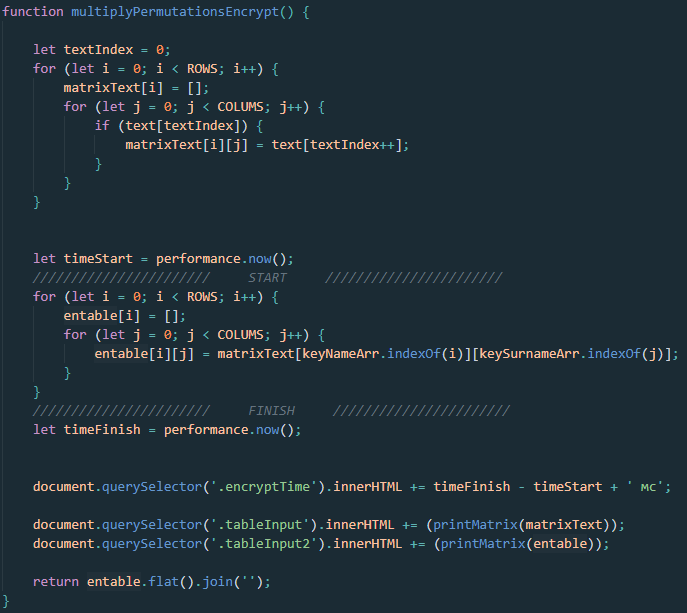 function multiplyPermutationsEncrypt() {
let textIndex = 0;
for (let i = 0; i < ROWS; i++) {
matrixText[i] = [];
for (let j = 0; j < COLUMS; j++) {
if (text[textIndex]) {
matrixText[i][j] = text[textIndex++];
}
}
}
let timeStart = performance.now();
/////////////////////// START ///////////////////////
for (let i = 0; i < ROWS; i++) {
entable[i] = [];
for (let j = 0; j < COLUMS; j++) {
entable[i][j] = matrixText[keyNameArr.indexOf(i)][keySurnameArr.indexOf(j)];
}
}
/////////////////////// FINISH ///////////////////////
let timeFinish = performance.now();
document.querySelector('.encryptTime').innerHTML += timeFinish - timeStart + ' мс';
document.querySelector('.tableInput').innerHTML += (printMatrix(matrixText));
document.querySelector('.tableInput2').innerHTML += (printMatrix(entable));
return entable.flat().join('');
}